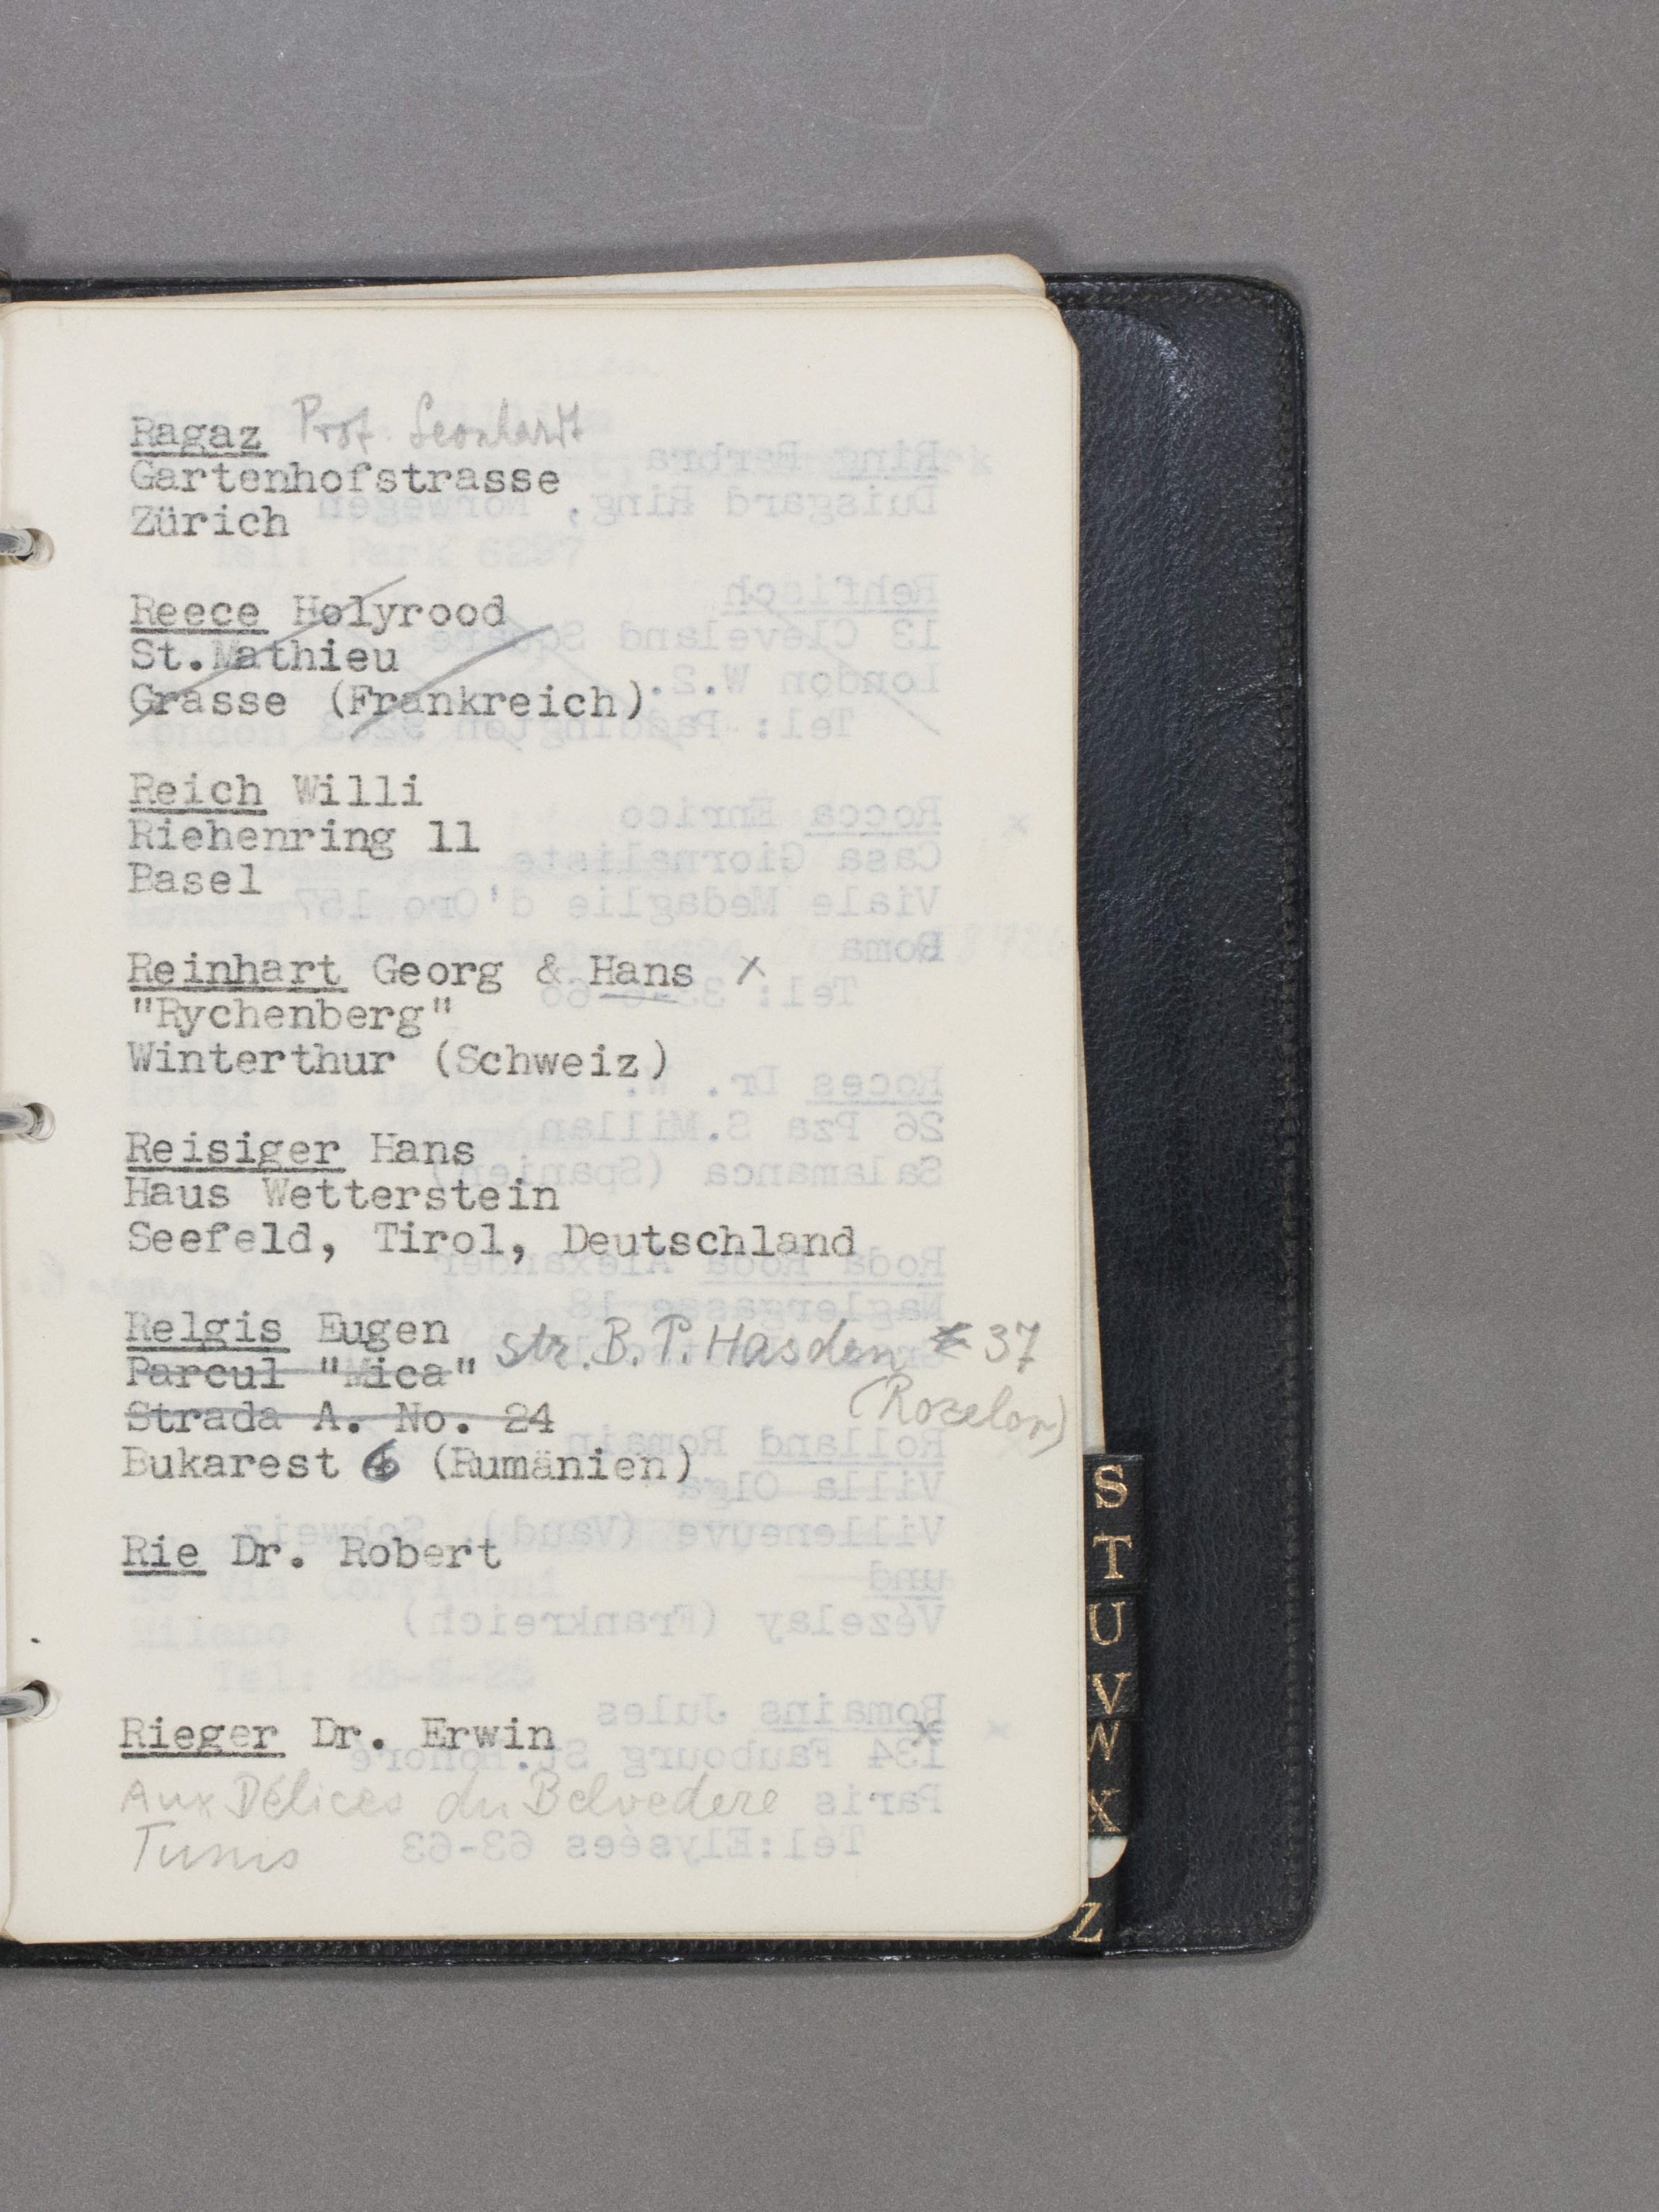 Ragaz Prof. Leonhardt
Gartenhofstrasse
Zürich
Reece Holyrood
St.Mathieu
Grasse (Frankreich)
Reich Willi
Riehenring 11
Basel
Reinhart Georg & Hans x
"Rychenberg"
Winterthur (Schweiz)
Reisiger Hans
Haus Wetterstein
Seefeld, Tirol, Deutschland
Relgis Eugen
Parcul "Mica" Str. B. P. Hasden 37
(Rozelor)
Strada A. No. 24
Bukarest 6 (Rumänien)
Rie Dr. Robert
Rieger Dr. Erwin
Aux Délices du Belvedere
Tunis
S
T
U
V
W
X
Z